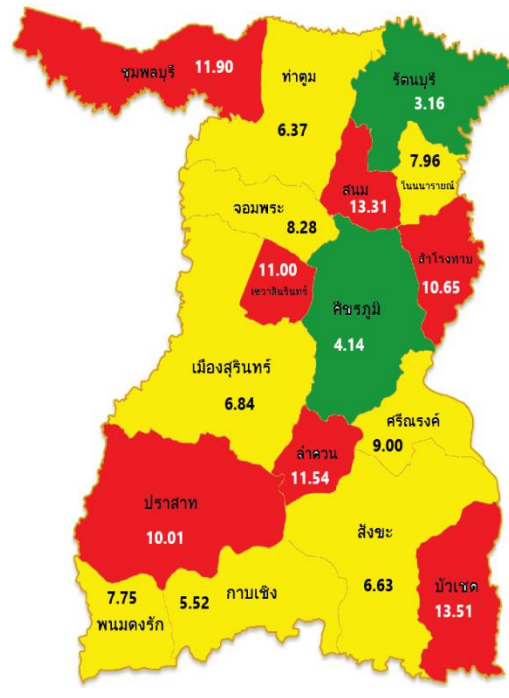 ชุมพลบุรี 11.90
ท่าตูม
6.37
รัตนบุรี
3.16
7.96
โนนนารายณ์
สนม
13.31
จอมพระ
8.28
สำโรงทาบ
10.65
11.00
เขวาสินรินทร์
ศีขรภูมิ
4.14
เมืองสุรินทร์
6.84
ศรีณรงค์
9.00
ลำดวน
11.54
ปราสาท
10.01
สังขะ
6.63
บัวเชด
13.51
กาบเชิง
5.52
7.75
พนมดงรัก